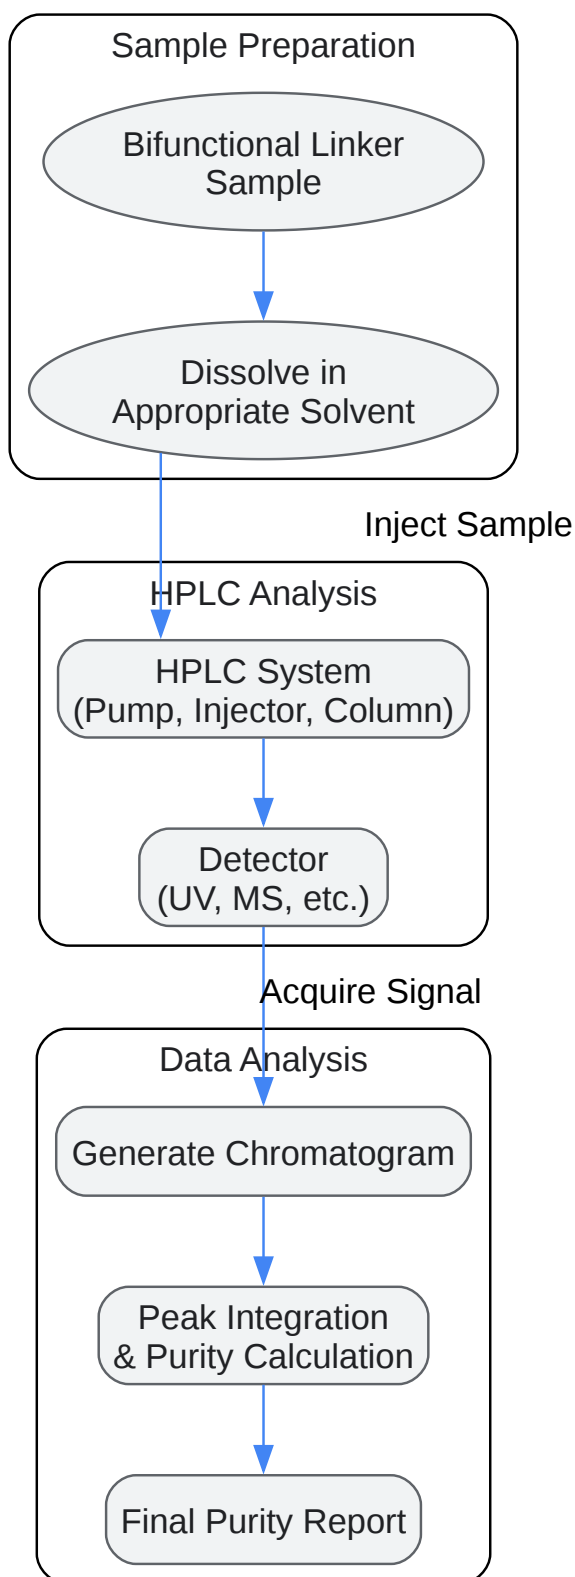 Sample Preparation
Bifunctional Linker
Sample
Dissolve in
Appropriate Solvent
Inject Sample
HPLC Analysis
HPLC System
(Pump, Injector, Column)
Detector
(UV, MS, etc.)
Acquire Signal
Data Analysis
Generate Chromatogram
Peak Integration
& Purity Calculation
Final Purity Report